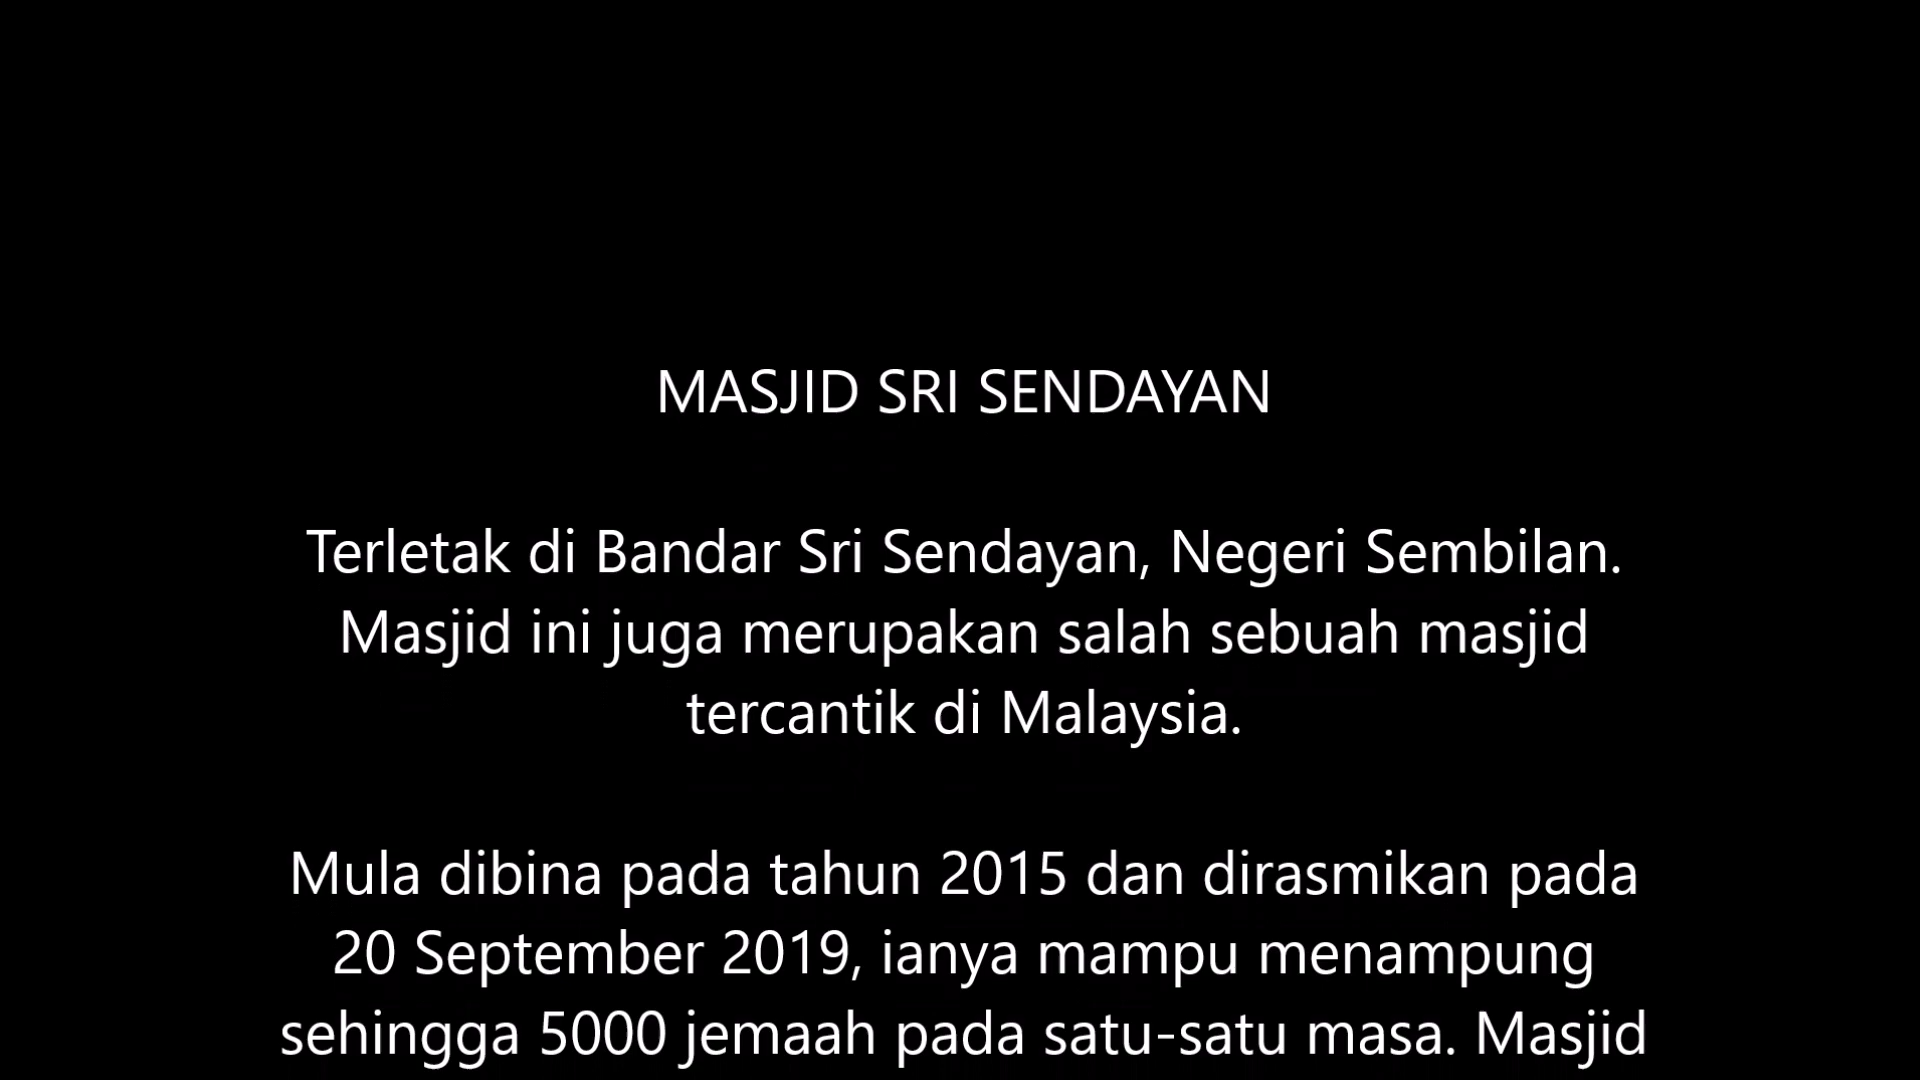 MASJID SRI SENDAYAN
Terletak di Bandar Sri Sendayan, Negeri Sembilan.
Masjid ini juga merupakan salah sebuah masjid
tercantik di Malaysia.
Mula dibina pada tahun 2015 dan dirasmikan pada
20 September 2019, ianya mampu menampung
sehingga 5000 jemaah pada satu-satu masa. Masjid